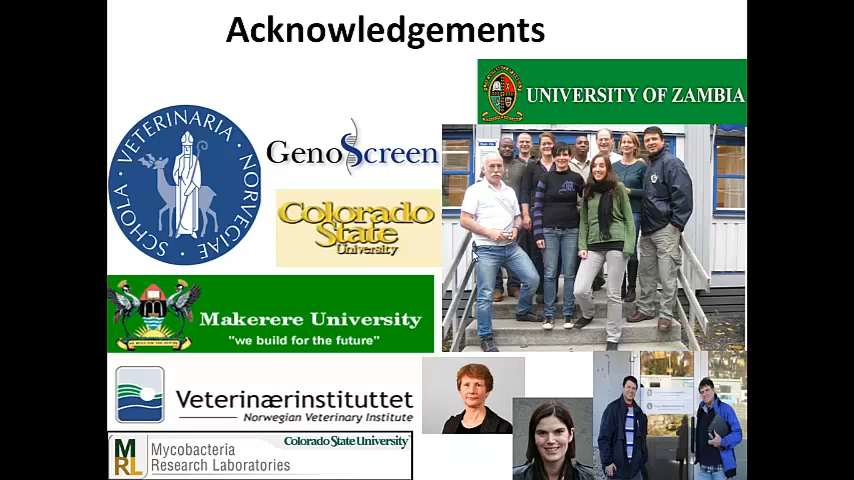 Acknowledgements
UNIVERSITY OF ZAMBIA
SCHOLA · VETERINARIA · NORVEGIAE
GenoScreen
Colorado
State
University
Makerere University
"we build for the future"
Veterinærinstituttet
Norwegian Veterinary Institute
Colorado State University
MRL
Mycobacteria
Research Laboratories